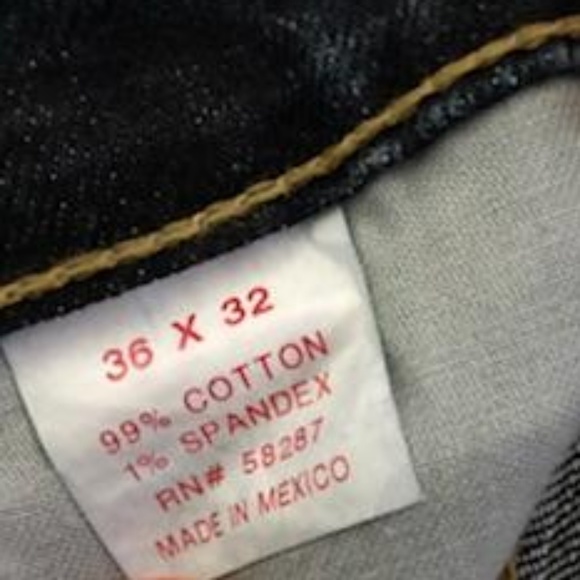 36 X 32
99% COTTON
1% SPANDEX
RN# 58287
MADE IN MEXICO